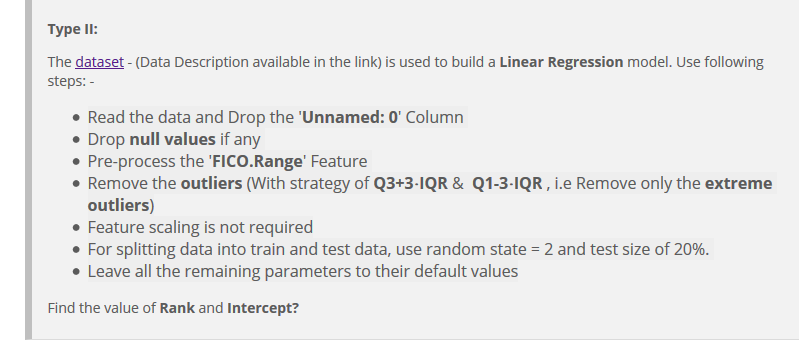 Type II:
The dataset - (Data Description available in the link) is used to build a Linear Regression model. Use following
steps: -
• Read the data and Drop the 'Unnamed: 0' Column
• Drop null values if any
• Pre-process the 'FICO.Range' Feature
• Remove the outliers (With strategy of Q3+3·IQR & Q1-3·IQR , i.e Remove only the extreme
outliers)
• Feature scaling is not required
• For splitting data into train and test data, use random state = 2 and test size of 20%.
• Leave all the remaining parameters to their default values
Find the value of Rank and Intercept?